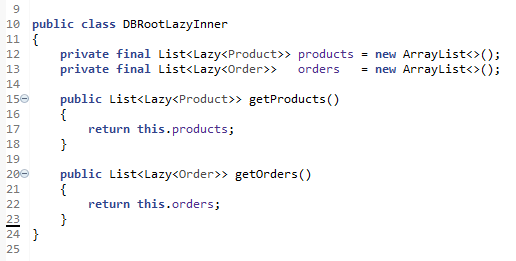 9
10 public class DBRootLazyInner
11 {
12     private final List<Lazy<Product>> products = new ArrayList<>();
13     private final List<Lazy<Order>>   orders   = new ArrayList<>();
14
15     public List<Lazy<Product>> getProducts()
16     {
17         return this.products;
18     }
19
20     public List<Lazy<Order>> getOrders()
21     {
22         return this.orders;
23     }
24 }
25